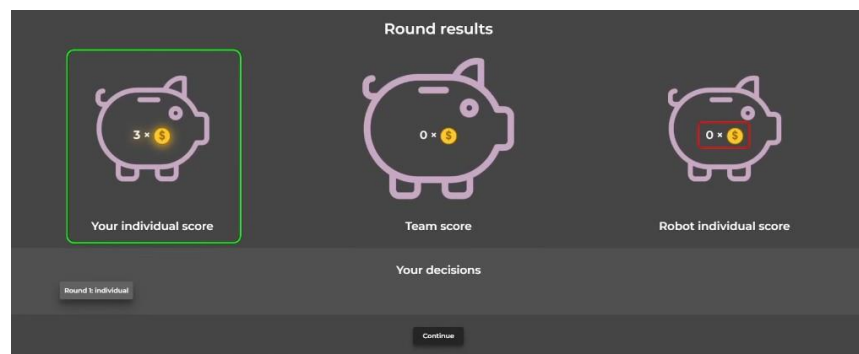 Round results
3 × $
0 × $
0 × $
Your individual score
Team score
Robot individual score
Your decisions
Round 1: individual
Continue